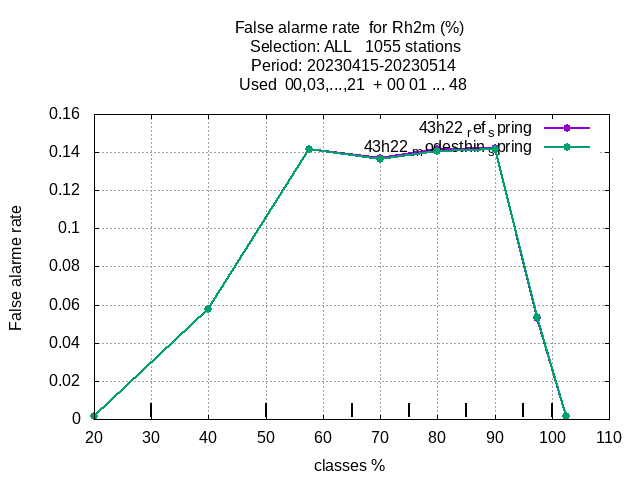 False alarme rate  for Rh2m (%)
Selection: ALL   1055 stations
Period: 20230415-20230514
Used  00,03,...,21  + 00 01 ... 48
43h22_ref_spring
43h22_modesthin_spring
False alarme rate
0.16
0.14
0.12
0.1
0.08
0.06
0.04
0.02
0
20 30 40 50 60 70 80 90 100 110
classes %